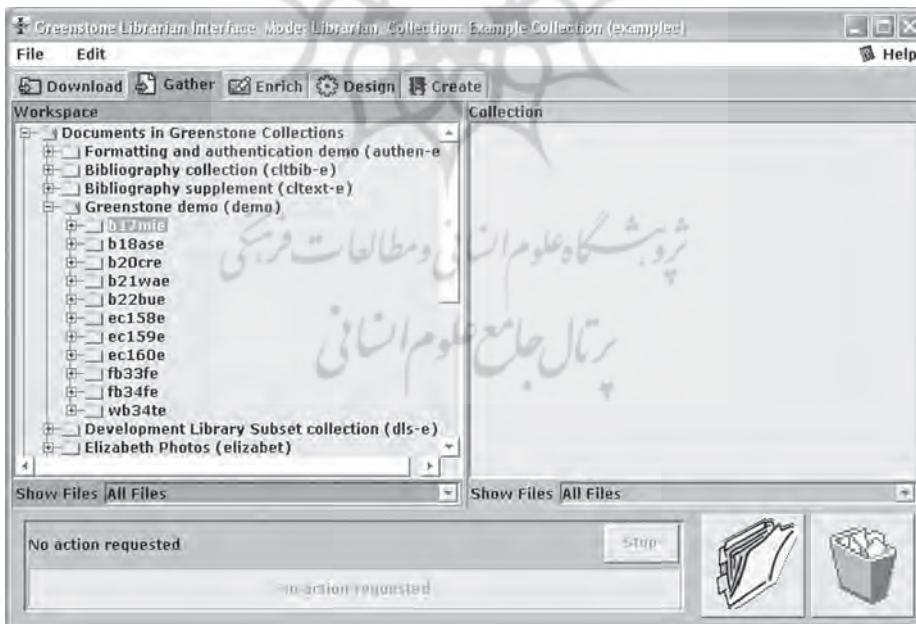 Greenstone Librarian Interface Mode: Librarian Collection: Example Collection (examplec)
File Edit Help
Download Gather Enrich Design Create
Workspace Collection
Documents in Greenstone Collections
Formatting and authentication demo (authen-e
Bibliography collection (cltbib-e)
Bibliography supplement (cltext-e)
Greenstone demo (demo)
b17mie
b18ase
b20cre
b21wae
b22bue
ec158e
ec159e
ec160e
fb33fe
fb34fe
wb34te
Development Library Subset collection (dls-e)
Elizabeth Photos (elizabet)
Show Files All Files Show Files All Files
No action requested Stop
No action requested
پژوهشگاه علوم انسانی و مطالعات فرهنگی
پرتال جامع علوم انسانی